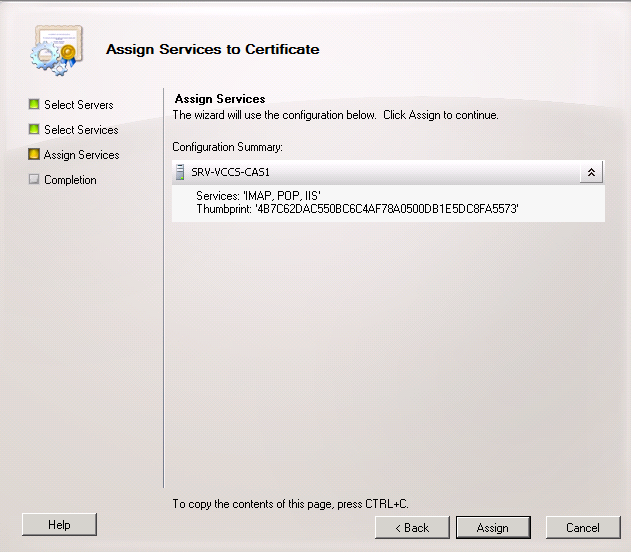 Assign Services to Certificate
Select Servers
Select Services
Assign Services
Completion
Assign Services
The wizard will use the configuration below. Click Assign to continue.
Configuration Summary:
SRV-VCCS-CAS1
Services: 'IMAP, POP, IIS'
Thumbprint: '4B7C62DAC550BC6C4AF78A0500DB1E5DC8FA5573'
To copy the contents of this page, press CTRL+C.
Help
< Back
Assign
Cancel